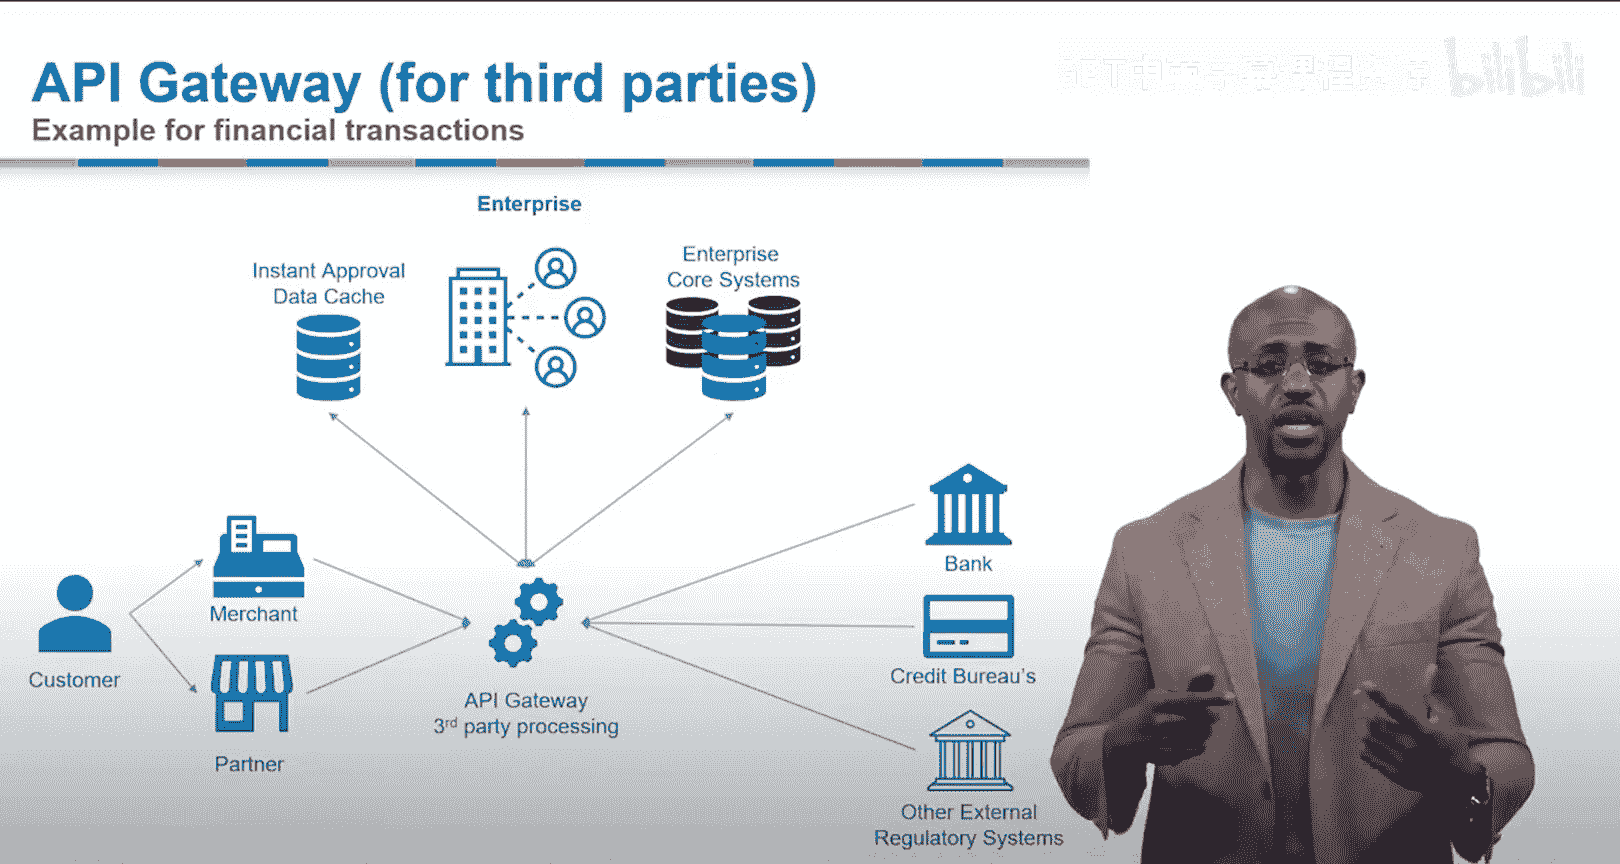 API Gateway (for third parties)
Example for financial transactions
bilibili
Enterprise
Instant Approval
Data Cache
Enterprise
Core Systems
Bank
Merchant
Customer
Credit Bureau's
API Gateway
3rd party processing
Partner
Other External
Regulatory Systems